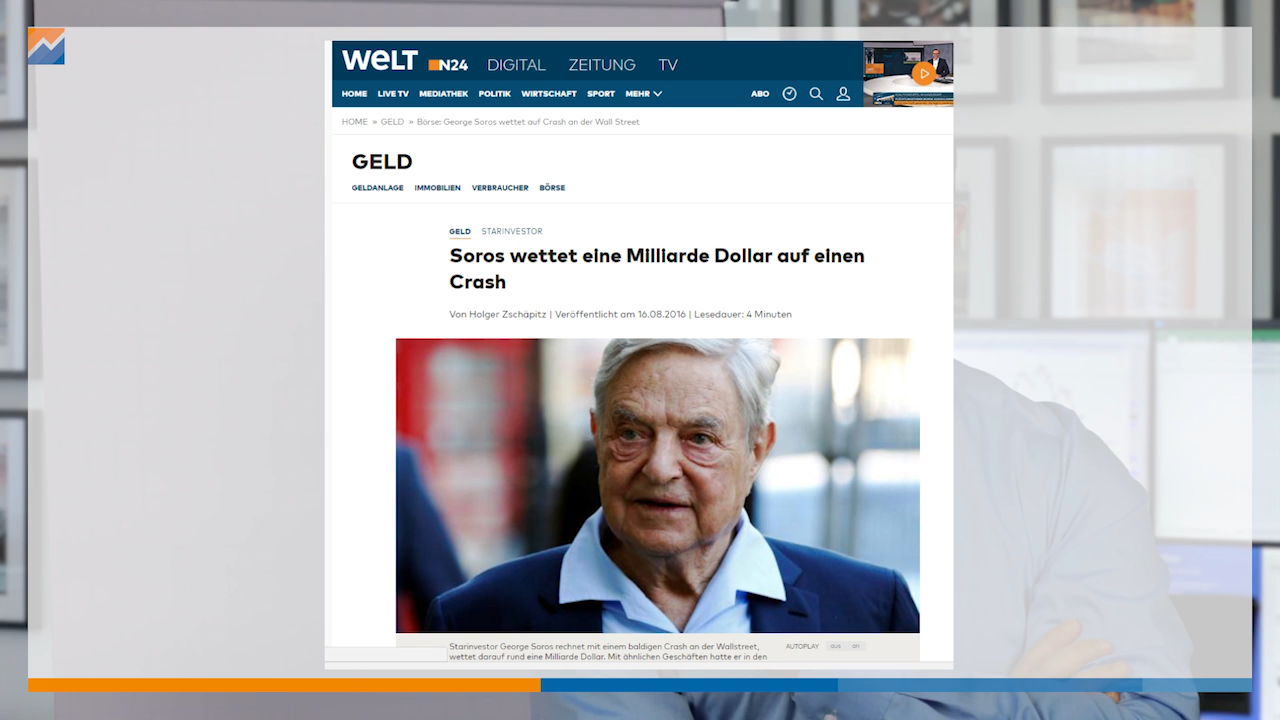 WELT N24 DIGITAL ZEITUNG TV
HOME LIVE TV MEDIATHEK POLITIK WIRTSCHAFT SPORT MEHR ABO
HOME » GELD » Börse: George Soros wettet auf Crash an der Wall Street
GELD
GELDANLAGE IMMOBILIEN VERBRAUCHER BÖRSE
GELD STARINVESTOR
Soros wettet eine Milliarde Dollar auf einen
Crash
Von Holger Zschäpitz | Veröffentlicht am 16.08.2016 | Lesedauer: 4 Minuten
Starinvestor George Soros rechnet mit einem baldigen Crash an der Wallstreet,
wettet darauf rund eine Milliarde Dollar. Mit ähnlichen Geschäften hatte er in den
AUTOPLAY aus an